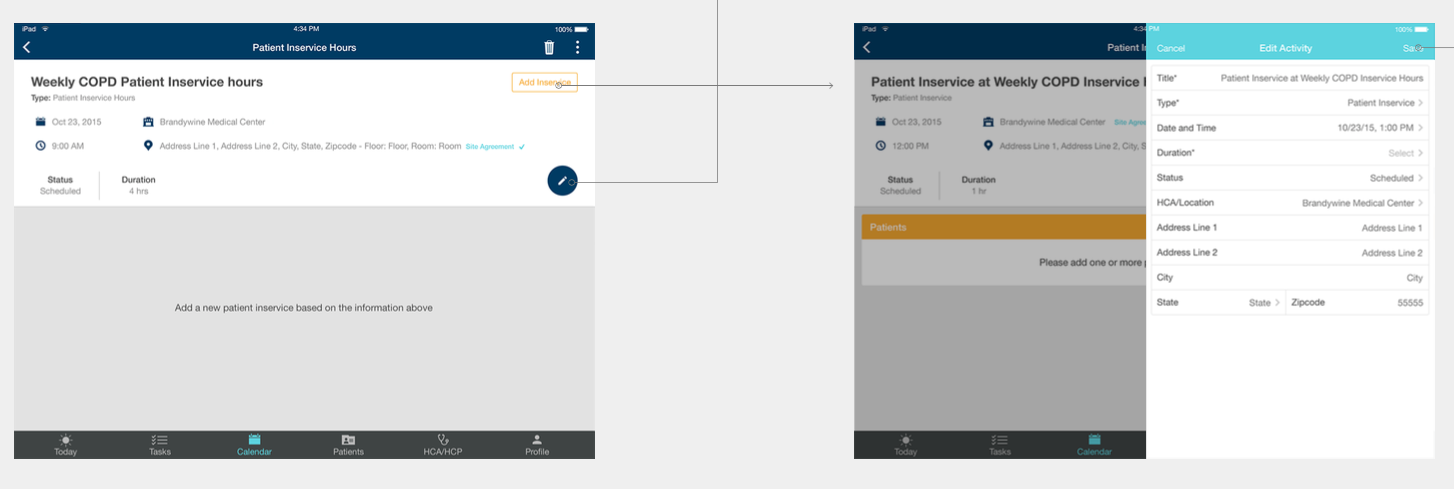 iPad 4:34 PM 100%
Patient Inservice Hours
Weekly COPD Patient Inservice hours
Add Inservice
Type: Patient Inservice Hours
Oct 23, 2015 Brandywine Medical Center
9:00 AM Address Line 1, Address Line 2, City, State, Zipcode - Floor: Floor, Room: Room Site Agreement
Status Duration
Scheduled 4 hrs
Add a new patient inservice based on the information above
Today Tasks Calendar Patients HCA/HCP Profile
iPad 4:34 PM 100%
Patient I
Cancel Edit Activity Save
Patient Inservice at Weekly COPD Inservice
Type: Patient Inservice
Oct 23, 2015 Brandywine Medical Center Site Agree
12:00 PM Address Line 1, Address Line 2, City, S
Status Duration
Scheduled 1 hr
Patients
Please add one or more
Today Tasks Calendar
Title* Patient Inservice at Weekly COPD Inservice Hours
Type* Patient Inservice
Date and Time 10/23/15, 1:00 PM
Duration* Select
Status Scheduled
HCA/Location Brandywine Medical Center
Address Line 1 Address Line 1
Address Line 2 Address Line 2
City City
State State Zipcode 55555